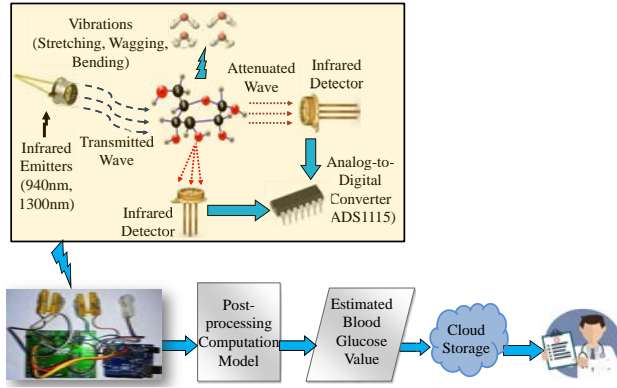 Vibrations
(Stretching, Wagging,
Bending)
Attenuated
Wave
Infrared
Detector
Transmitted
Wave
Infrared
Emitters
(940nm,
1300nm)
Infrared
Detector
Analog-to-
Digital
Converter
ADS1115)
Post-
processing
Computation
Model
Estimated
Blood
Glucose
Value
Cloud
Storage